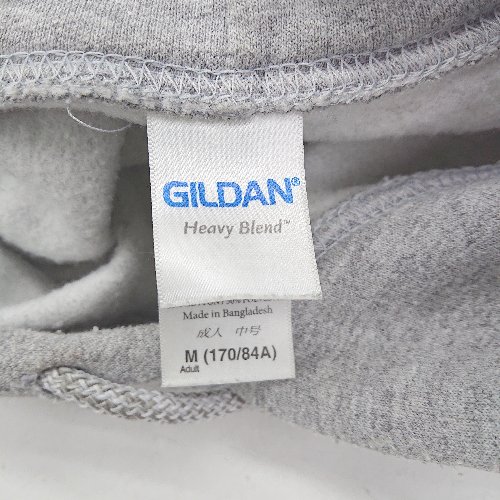 GILDAN®
Heavy Blend™
Made in Bangladesh
成人 中号
M (170/84A)
Adult